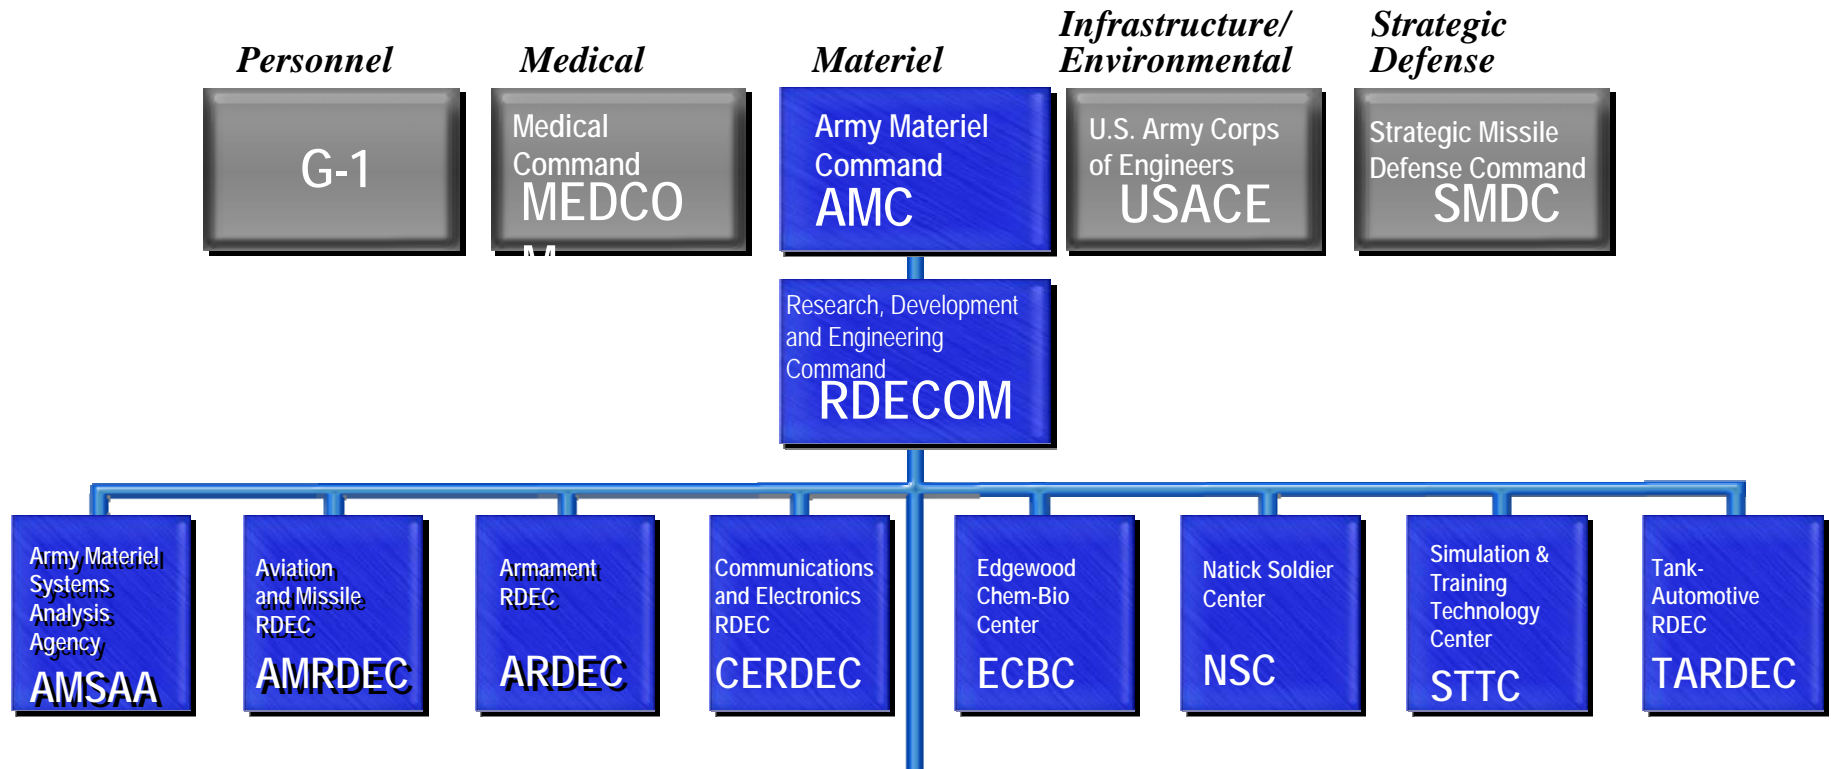 Personnel
Medical
Materiel
Infrastructure/
Environmental
Strategic
Defense
G-1
Medical
Command
MEDCO
M
Army Materiel
Command
AMC
U.S. Army Corps
of Engineers
USACE
Strategic Missile
Defense Command
SMDC
Research, Development
and Engineering
Command
RDECOM
Army Materiel
Systems
Analysis
Agency
AMSAA
Aviation
and Missile
RDEC
AMRDEC
Armament
RDEC
ARDEC
Communications
and Electronics
RDEC
CERDEC
Edgewood
Chem-Bio
Center
ECBC
Natick Soldier
Center
NSC
Simulation &
Training
Technology
Center
STTC
Tank-
Automotive
RDEC
TARDEC